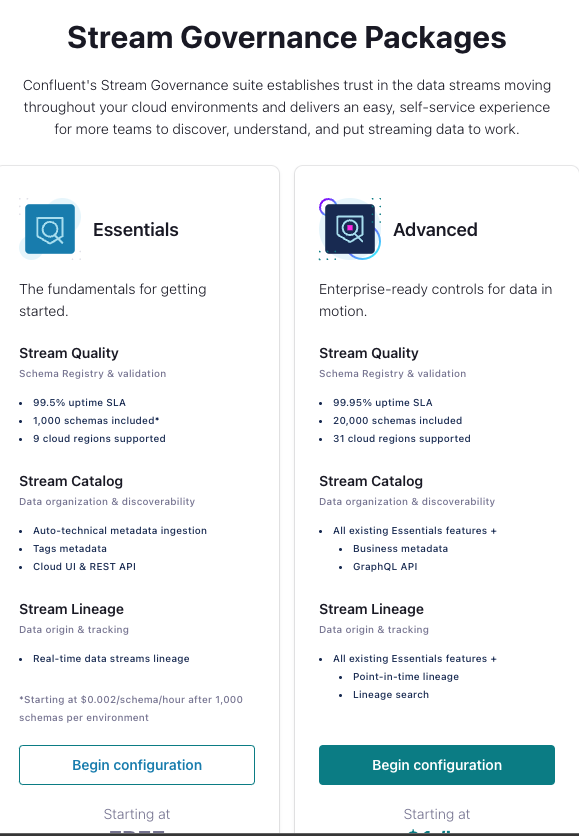 Stream Governance Packages
Confluent's Stream Governance suite establishes trust in the data streams moving
throughout your cloud environments and delivers an easy, self-service experience
for more teams to discover, understand, and put streaming data to work.
Essentials
The fundamentals for getting
started.
Stream Quality
Schema Registry & validation
• 99.5% uptime SLA
• 1,000 schemas included*
• 9 cloud regions supported
Stream Catalog
Data organization & discoverability
• Auto-technical metadata ingestion
• Tags metadata
• Cloud UI & REST API
Stream Lineage
Data origin & tracking
• Real-time data streams lineage
*Starting at $0.002/schema/hour after 1,000
schemas per environment
Begin configuration
Starting at
Advanced
Enterprise-ready controls for data in
motion.
Stream Quality
Schema Registry & validation
• 99.95% uptime SLA
• 20,000 schemas included
• 31 cloud regions supported
Stream Catalog
Data organization & discoverability
• All existing Essentials features +
• Business metadata
• GraphQL API
Stream Lineage
Data origin & tracking
• All existing Essentials features +
• Point-in-time lineage
• Lineage search
Begin configuration
Starting at